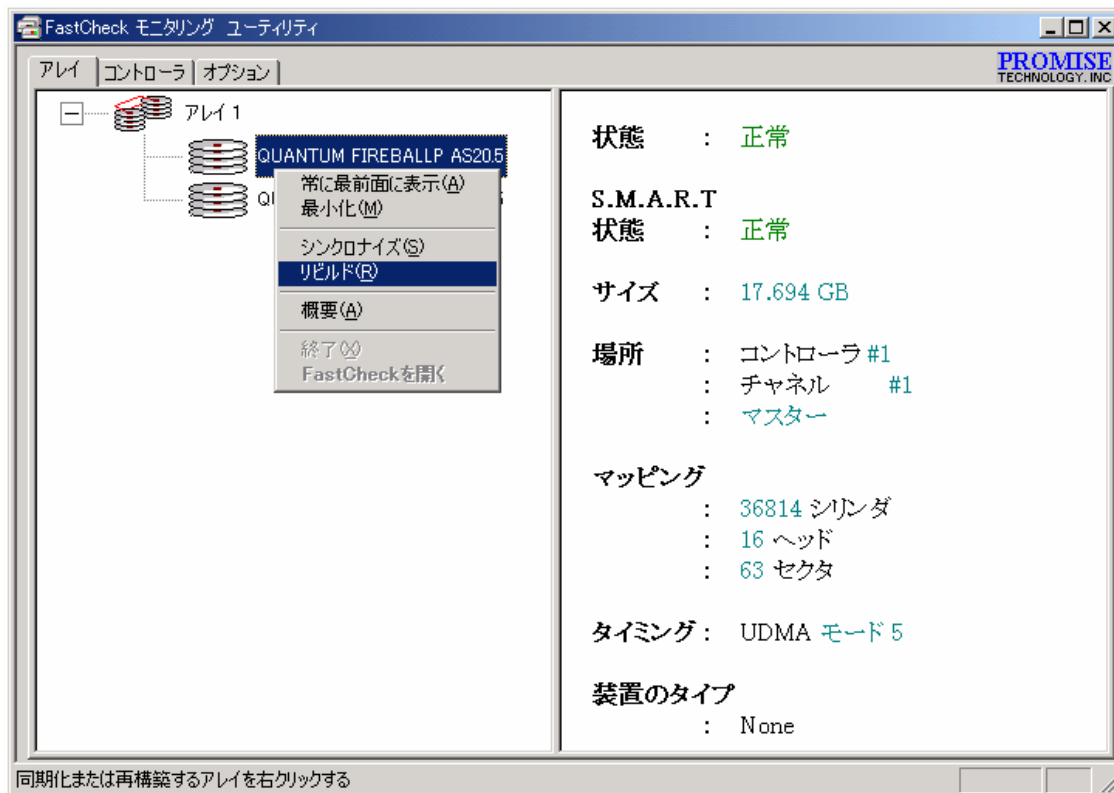 FastCheck モニタリング ユーティリティ
アレイ コントローラ オプション
PROMISE
TECHNOLOGY, INC
アレイ 1
QUANTUM FIREBALLP AS20.5
常に最前面に表示(A)
最小化(M)
シンクロナイズ(S)
リビルド(R)
概要(A)
終了(X)
FastCheckを開く
状態 : 正常
S.M.A.R.T
状態 : 正常
サイズ : 17.694 GB
場所 : コントローラ #1
: チャネル #1
: マスター
マッピング
: 36814 シリンダ
: 16 ヘッド
: 63 セクタ
タイミング : UDMA モード 5
装置のタイプ
: None
同期化または再構築するアレイを右クリックする